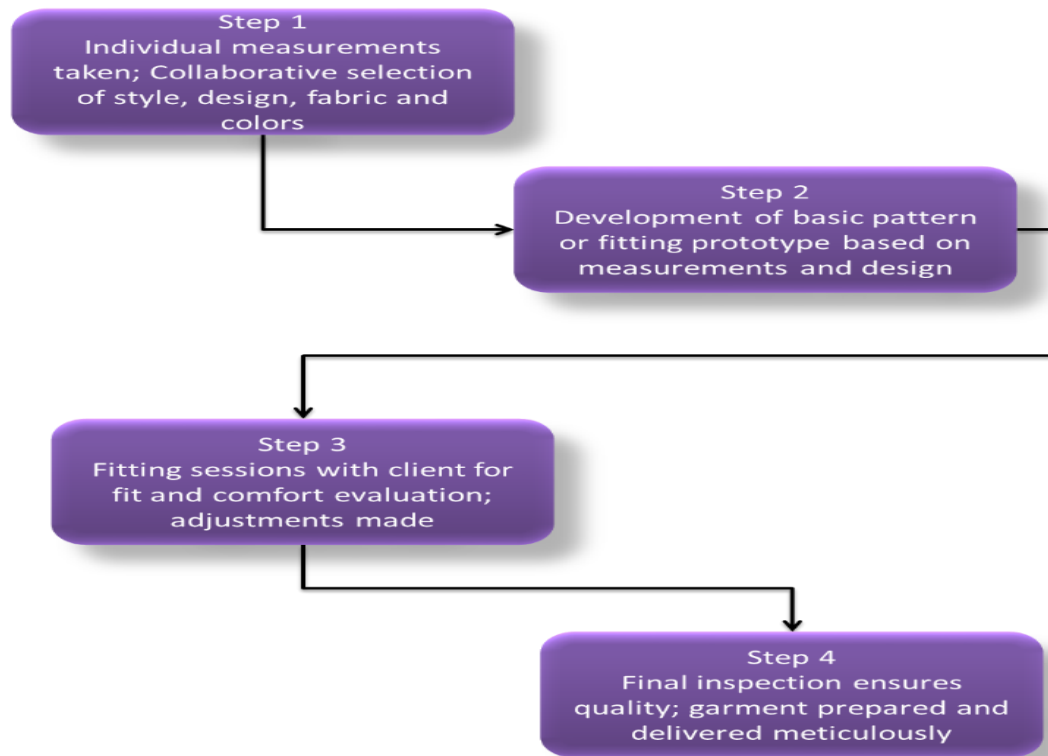 Step 1
Individual measurements
taken; Collaborative selection
of style, design, fabric and
colors
Step 2
Development of basic pattern
or fitting prototype based on
measurements and design
Step 3
Fitting sessions with client for
fit and comfort evaluation;
adjustments made
Step 4
Final inspection ensures
quality; garment prepared and
delivered meticulously